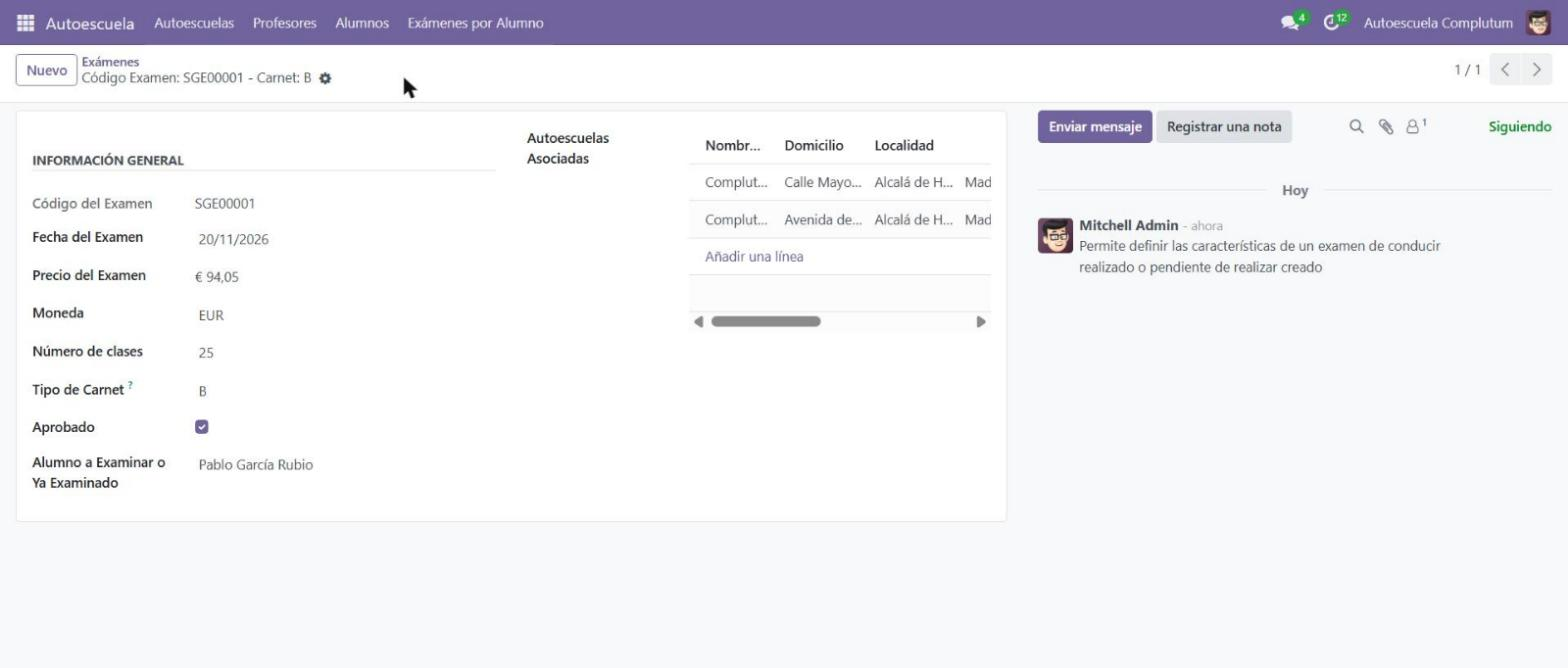 Autoescuela Autoescuelas Profesores Alumnos Exámenes por Alumno 4 12 Autoescuela Complutum
Nuevo
Exámenes
Código Examen: SGE00001 - Carnet: B
1 / 1
INFORMACIÓN GENERAL
Código del Examen SGE00001
Fecha del Examen 20/11/2026
Precio del Examen € 94,05
Moneda EUR
Número de clases 25
Tipo de Carnet ? B
Aprobado
Alumno a Examinar o
Ya Examinado
Pablo García Rubio
Autoescuelas
Asociadas
Nombr... Domicilio Localidad
Complut... Calle Mayo... Alcalá de H... Mad
Complut... Avenida de... Alcalá de H... Mad
Añadir una línea
Enviar mensaje Registrar una nota 1 Siguiendo
Hoy
Mitchell Admin - ahora
Permite definir las características de un examen de conducir
realizado o pendiente de realizar creado